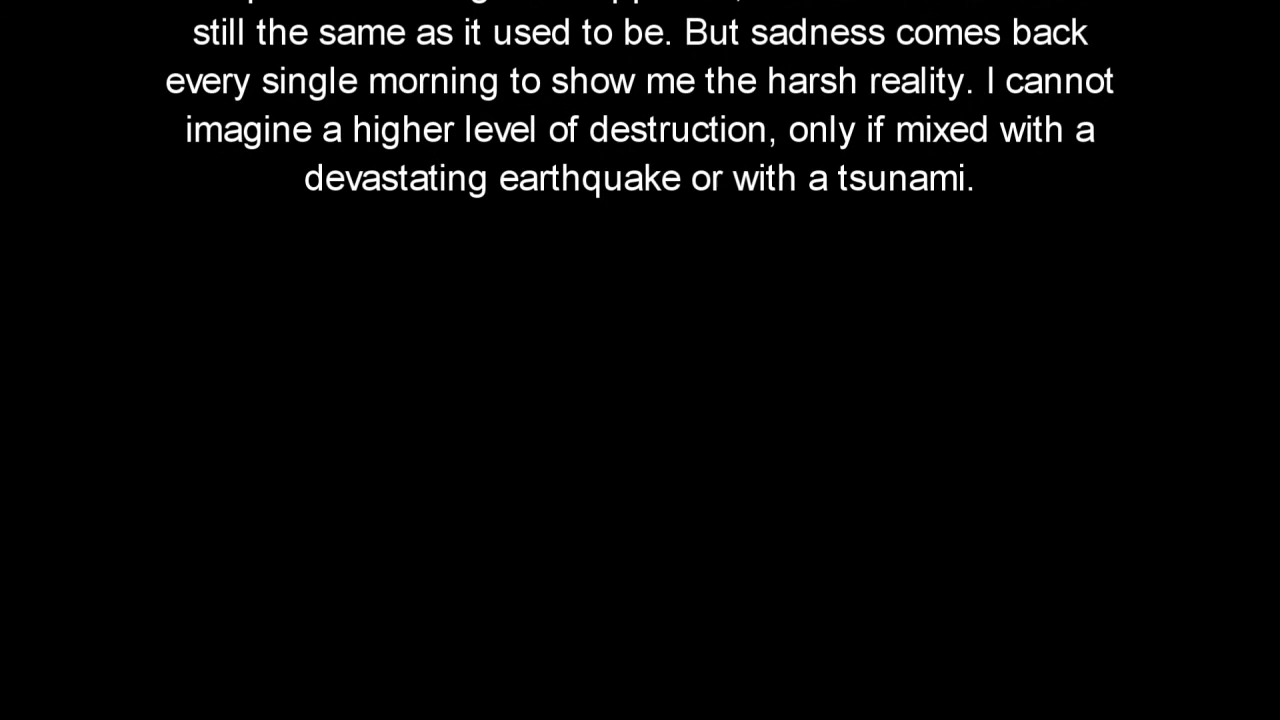 still the same as it used to be. But sadness comes back
every single morning to show me the harsh reality. I cannot
imagine a higher level of destruction, only if mixed with a
devastating earthquake or with a tsunami.